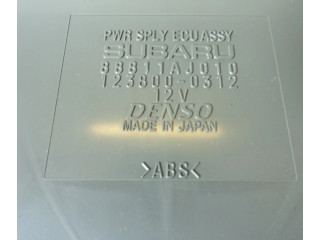 PWR SPLY ECU ASSY
SUBARU
88811AJ010
123800-0312
12V
DENSO
MADE IN JAPAN
>ABS<